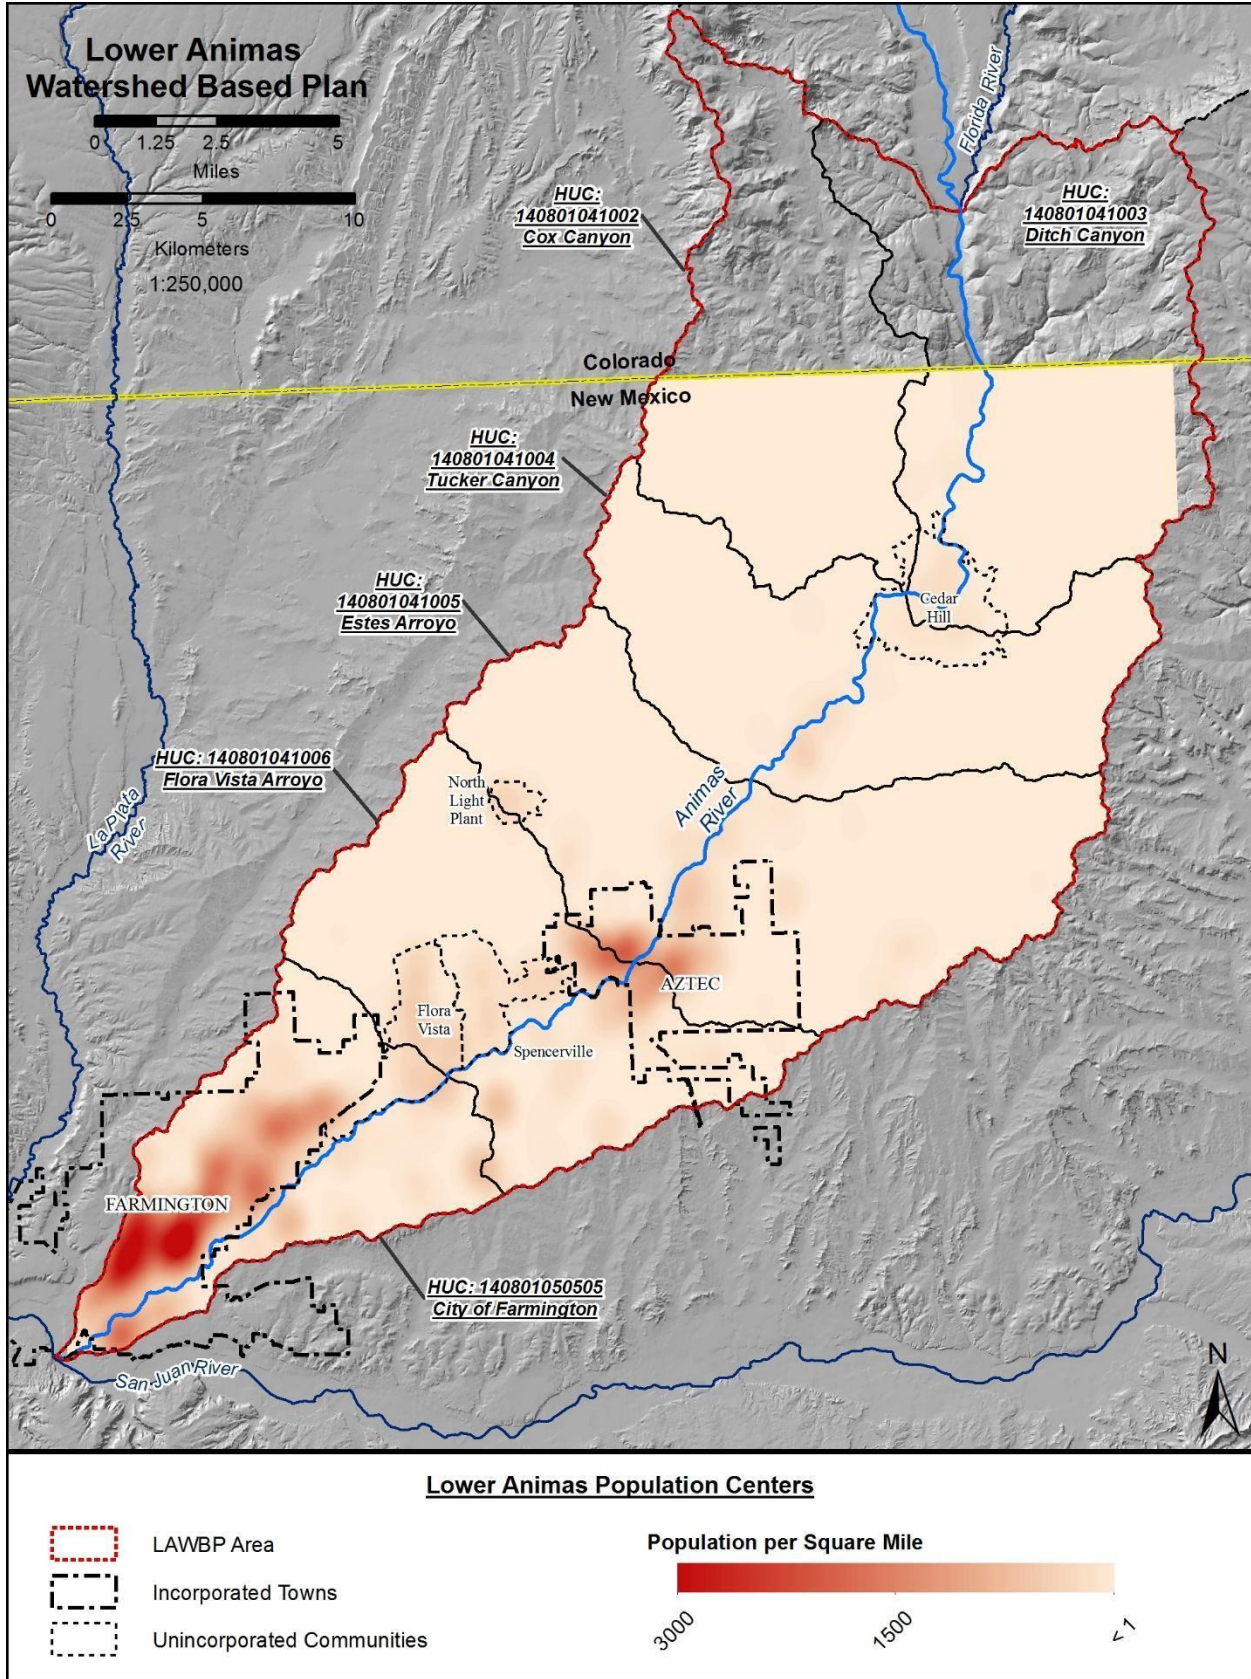 Lower Animas
Watershed Based Plan
0 1.25 2.5 5
Miles
0 2.5 5 10
Kilometers
1:250,000
Florida River
HUC:
140801041002
Cox Canyon
HUC:
140801041003
Ditch Canyon
Colorado
New Mexico
HUC:
140801041004
Tucker Canyon
HUC:
140801041005
Estes Arroyo
Cedar
Hill
HUC: 140801041006
Flora Vista Arroyo
North
Light
Plant
Animas
River
La Plata
River
AZTEC
Flora
Vista
Spencerville
FARMINGTON
HUC: 140801050505
City of Farmington
San Juan River
N
Lower Animas Population Centers
LAWBP Area
Incorporated Towns
Unincorporated Communities
Population per Square Mile
3000
1500
< 1